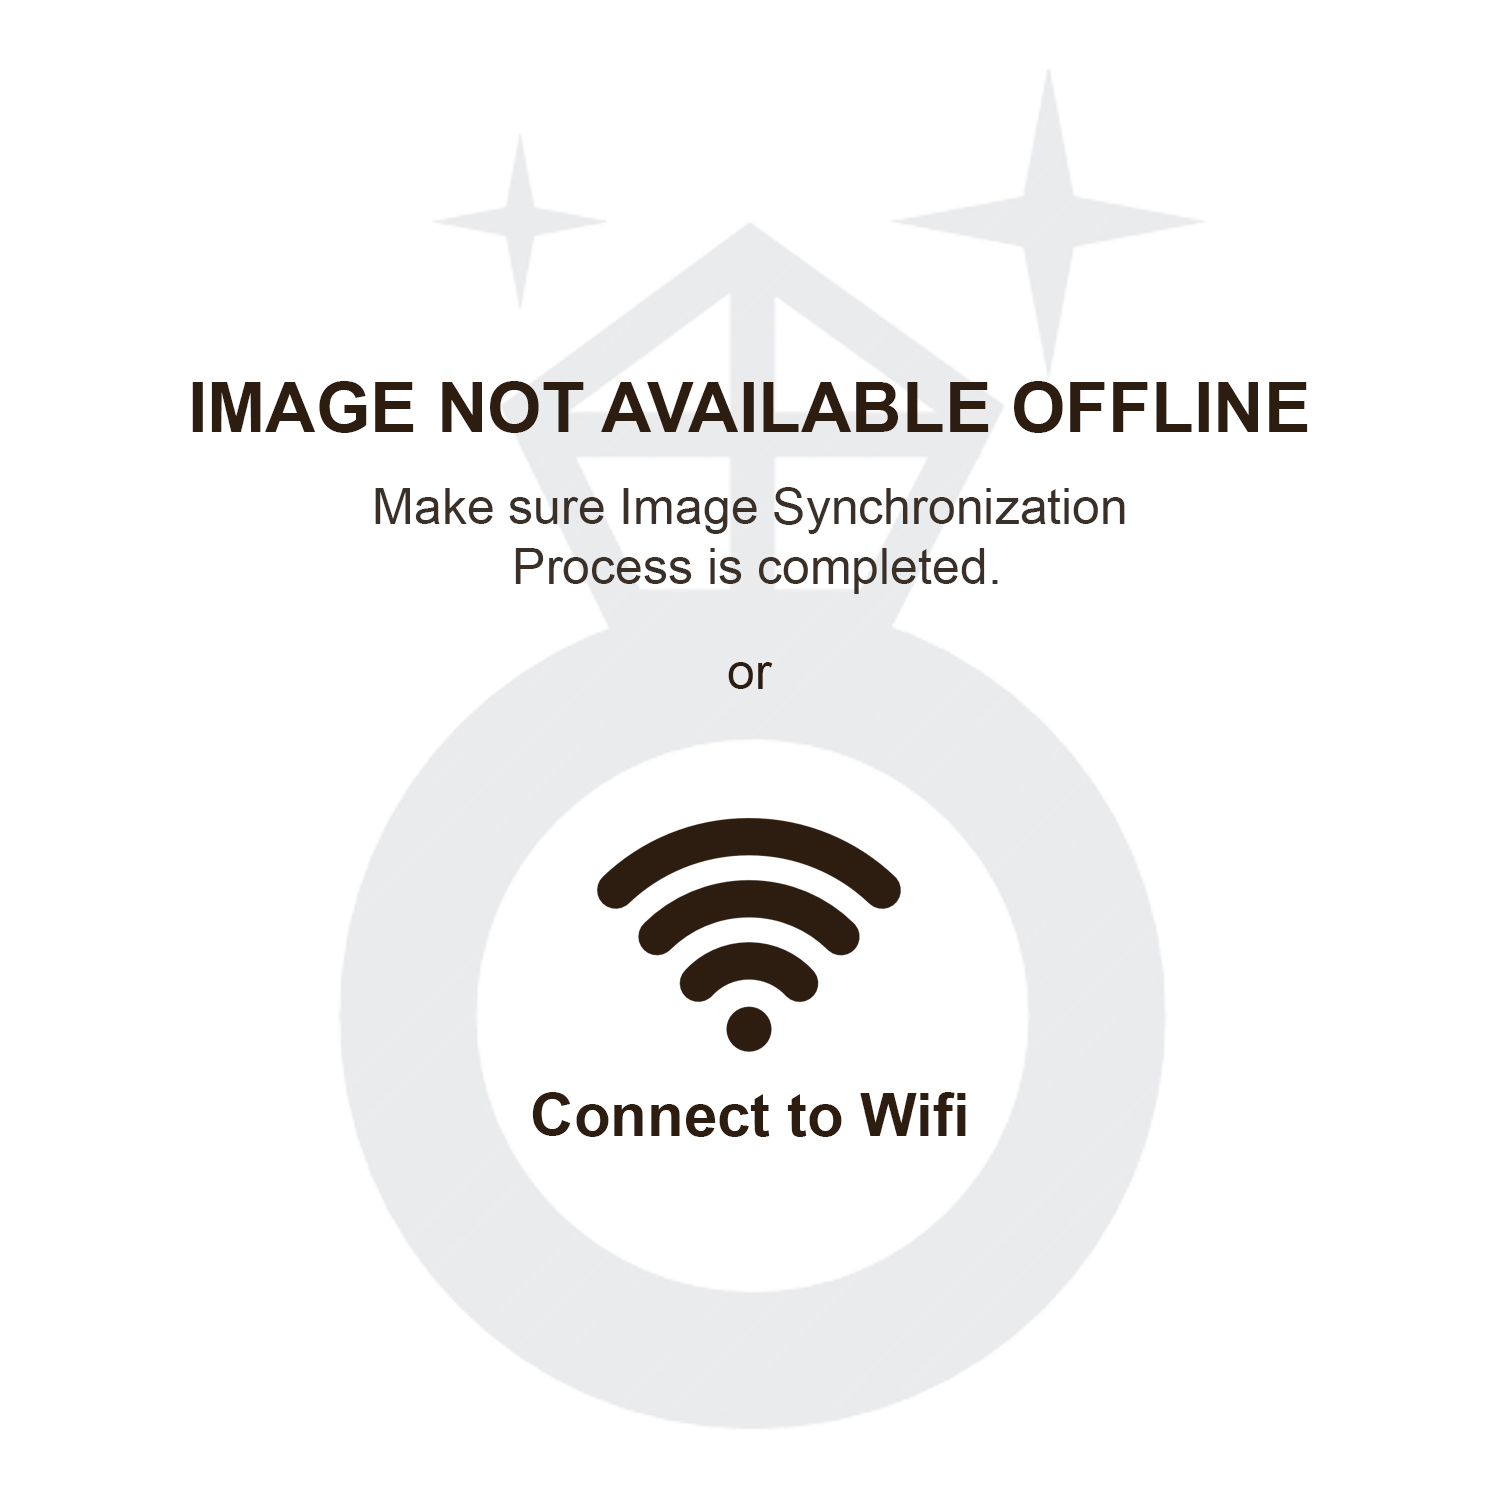 IMAGE NOT AVAILABLE OFFLINE
Make sure Image Synchronization
Process is completed.
or
Connect to Wifi